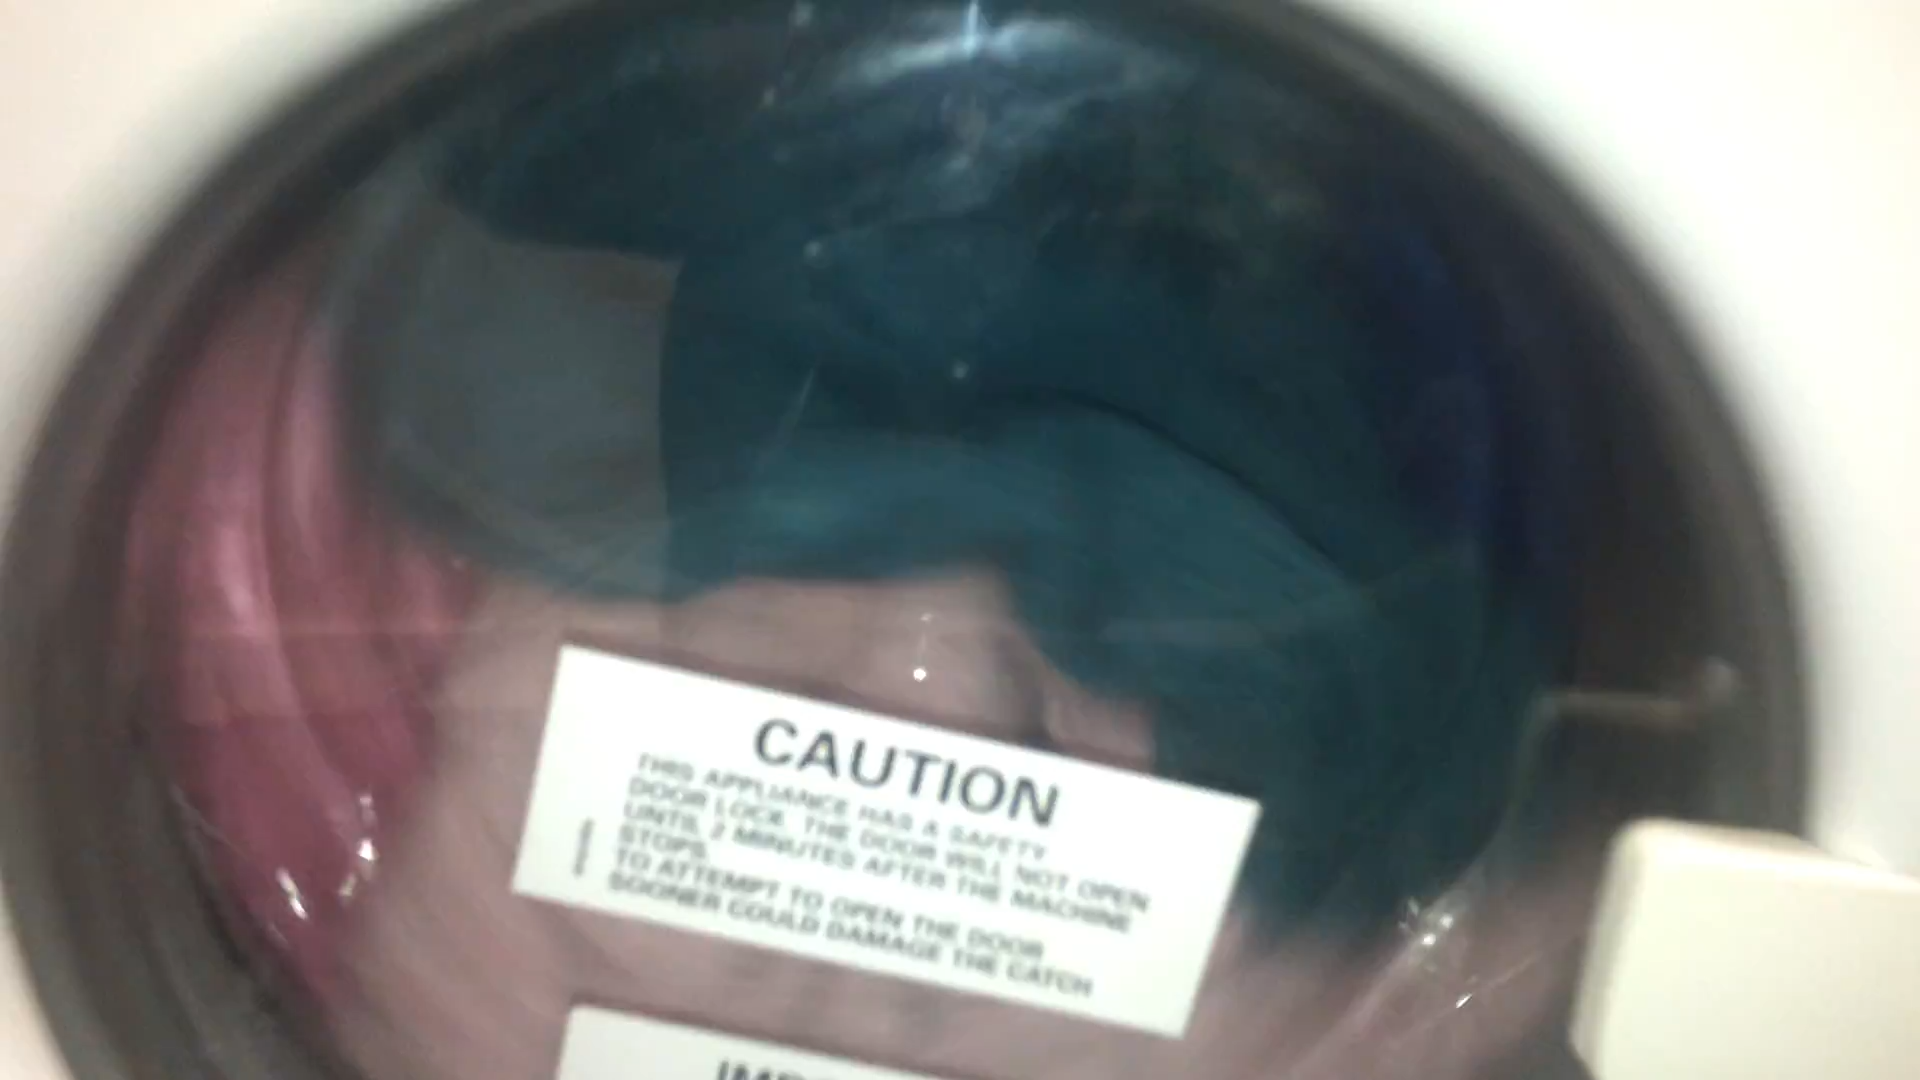 CAUTION
THIS APPLIANCE HAS A SAFETY
DOOR LOCK. THE DOOR WILL NOT OPEN
UNTIL 2 MINUTES AFTER THE MACHINE
STOPS.
TO ATTEMPT TO OPEN THE DOOR
SOONER COULD DAMAGE THE CATCH